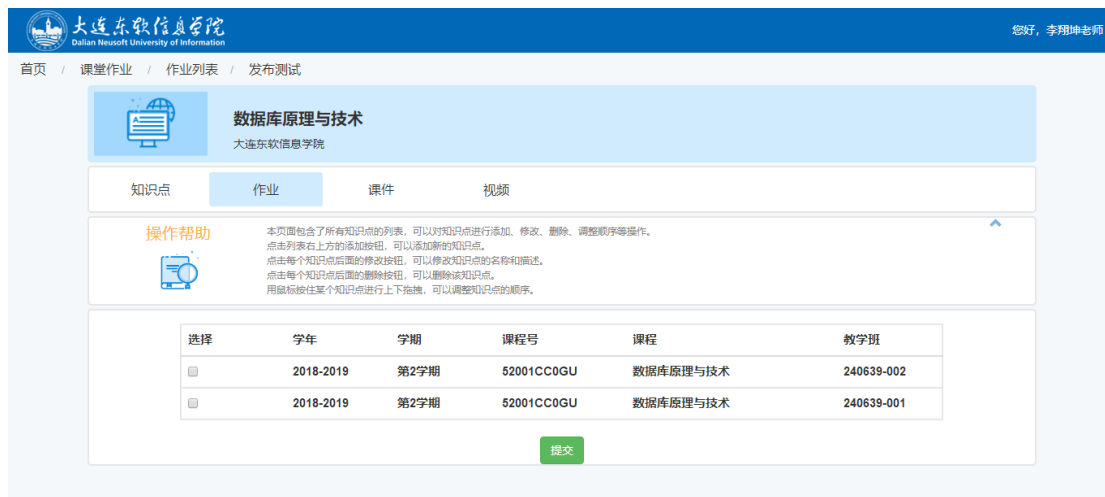 大连东软信息学院
Dalian Neusoft University of Information
您好，李翔坤老师
首页 / 课堂作业 / 作业列表 / 发布测试
数据库原理与技术
大连东软信息学院
知识点 作业 课件 视频
操作帮助
本页面包含了所有知识点的列表，可以对知识点进行添加、修改、删除、调整顺序等操作。
点击列表右上方的添加按钮，可以添加新的知识点。
点击每个知识点后面的修改按钮，可以修改知识点的名称和描述。
点击每个知识点后面的删除按钮，可以删除该知识点。
用鼠标按住某个知识点进行上下拖拽，可以调整知识点的顺序。
选择 学年 学期 课程号 课程 教学班
2018-2019 第2学期 52001CC0GU 数据库原理与技术 240639-002
2018-2019 第2学期 52001CC0GU 数据库原理与技术 240639-001
提交